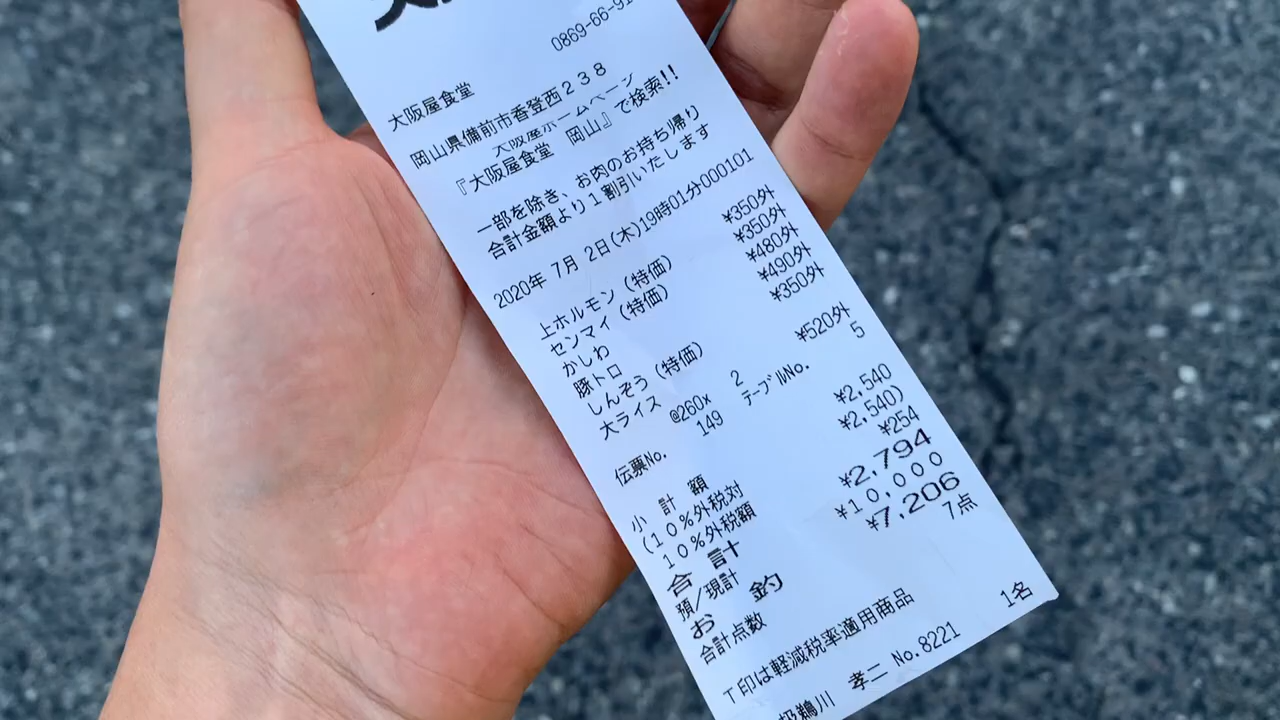 0869-66-91
大阪屋食堂
岡山県備前市香登西238
大阪屋ホームページ
『大阪屋食堂 岡山』で検索!!
一部を除き、お肉のお持ち帰り
合計金額より1割引いたします
2020年 7月 2日(木)19時01分000101
上ホルモン(特価) ¥350外
センマイ(特価) ¥350外
かしわ ¥480外
豚トロ ¥490外
しんぞう(特価) ¥350外
大ライス @260x 2 ¥520外
伝票No. 149 テーブルNo. 5
小計額 ¥2,540
(10%外税対 ¥2,540)
10%外税額 ¥254
合計 ¥2,794
預/現計 ¥10,000
お釣 ¥7,206
合計点数 7点
T印は軽減税率適用商品
1名
鵜川 孝二 No.8221